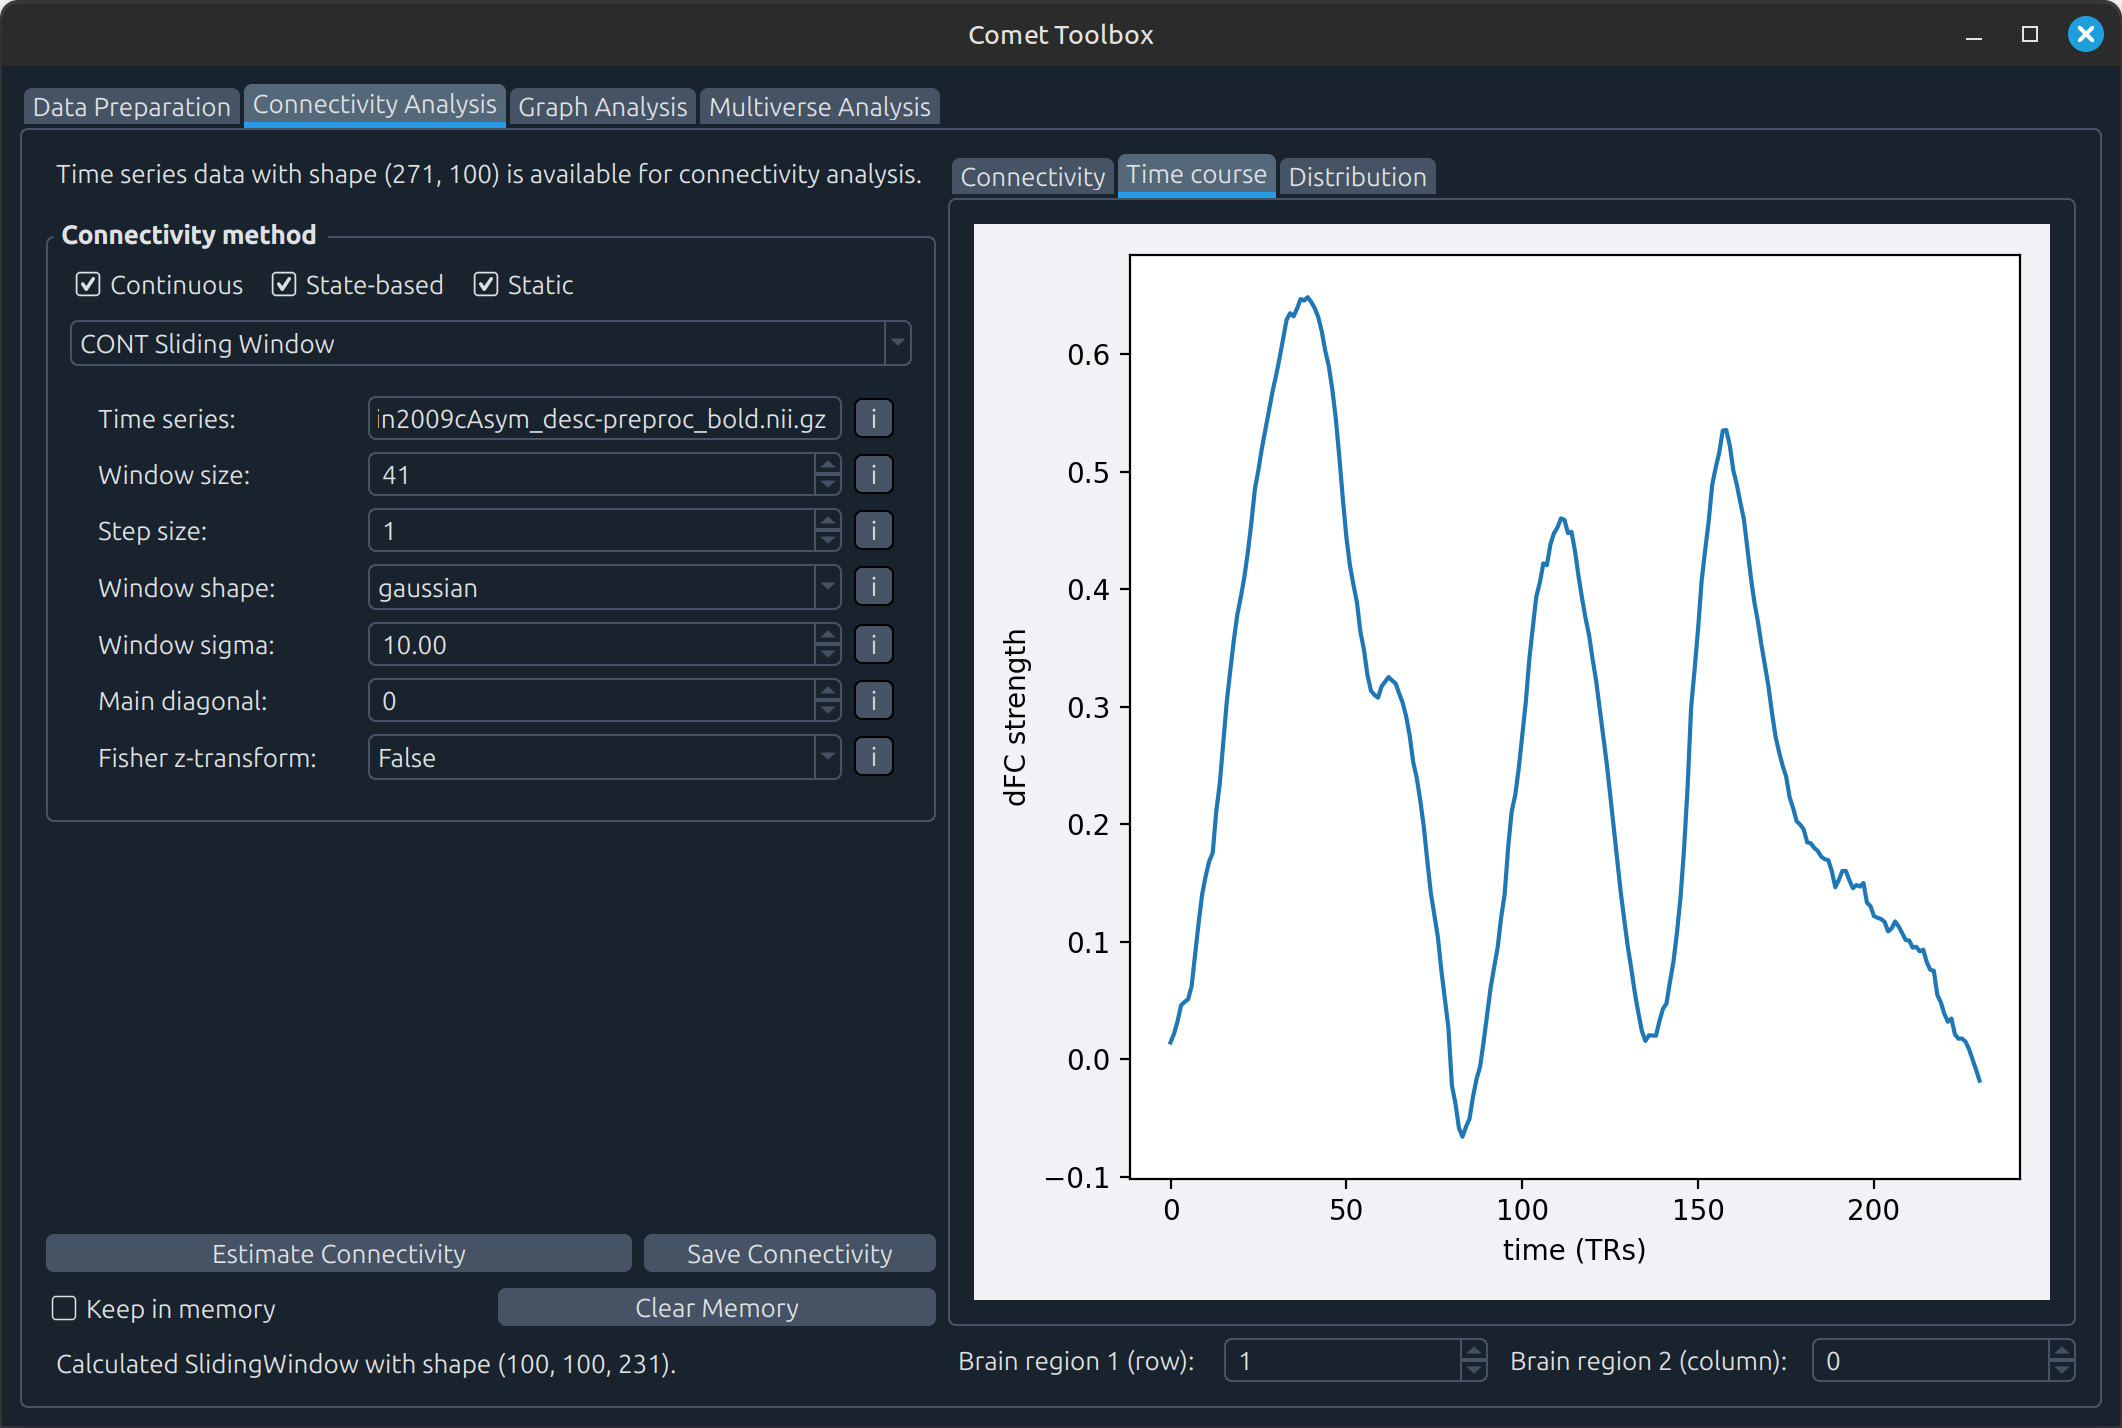 Comet Toolbox
Data Preparation
Connectivity Analysis
Graph Analysis
Multiverse Analysis
Time series data with shape (271, 100) is available for connectivity analysis.
Connectivity method
Continuous
State-based
Static
CONT Sliding Window
Time series:
in2009cAsym_desc-preproc_bold.nii.gz
i
Window size:
41
i
Step size:
1
i
Window shape:
gaussian
i
Window sigma:
10.00
i
Main diagonal:
0
i
Fisher z-transform:
False
i
Estimate Connectivity
Save Connectivity
Keep in memory
Clear Memory
Calculated SlidingWindow with shape (100, 100, 231).
Connectivity
Time course
Distribution
dFC strength
0.6
0.5
0.4
0.3
0.2
0.1
0.0
−0.1
0
50
100
150
200
time (TRs)
Brain region 1 (row):
1
Brain region 2 (column):
0